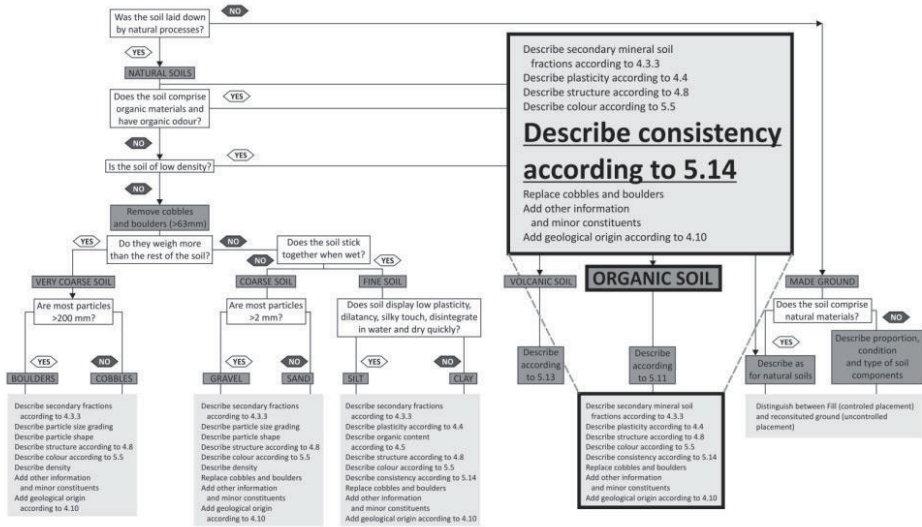 Was the soil laid down
by natural processes?
NO
YES
NATURAL SOILS
Does the soil comprise
organic materials and
have organic odour?
YES
NO
Is the soil of low density?
YES
NO
Remove cobbles
and boulders (>63mm)
Do they weigh more
than the rest of the soil?
YES
NO
Does the soil stick
together when wet?
NO
YES
VERY COARSE SOIL
COARSE SOIL
FINE SOIL
Are most particles
>200 mm?
Are most particles
>2 mm?
Does soil display low plasticity,
dilatancy, silky touch, disintegrate
in water and dry quickly?
YES
NO
YES
NO
YES
NO
BOULDERS
COBBLES
GRAVEL
SAND
SILT
CLAY
Describe secondary fractions
according to 4.3.3
Describe particle size grading
Describe particle shape
Describe structure according to 4.8
Describe colour according to 5.5
Describe density
Add other information
and minor constituents
Add geological origin
according to 4.10
Describe secondary fractions
according to 4.3.3
Describe particle size grading
Describe particle shape
Describe structure according to 4.8
Describe colour according to 5.5
Describe density
Replace cobbles and boulders
Add other information
and minor constituents
Add geological origin
according to 4.10
Describe secondary fractions
according to 4.3.3
Describe plasticity according to 4.4
Describe organic content
according to 4.5
Describe structure according to 4.8
Describe colour according to 5.5
Describe consistency according to 5.14
Replace cobbles and boulders
Add other information
and minor constituents
Add geological origin according to 4.10
Describe secondary mineral soil
fractions according to 4.3.3
Describe plasticity according to 4.4
Describe structure according to 4.8
Describe colour according to 5.5
Describe consistency
according to 5.14
Replace cobbles and boulders
Add other information
and minor constituents
Add geological origin according to 4.10
VOLCANIC SOIL
ORGANIC SOIL
MADE GROUND
Does the soil comprise
natural materials?
YES
NO
Describe
according
to 5.13
Describe
according
to 5.11
Describe as
for natural soils
Describe proportion,
condition
and type of soil
components
Describe secondary mineral soil
fractions according to 4.3.3
Describe plasticity according to 4.4
Describe structure according to 4.8
Describe colour according to 5.5
Describe consistency according to 5.14
Replace cobbles and boulders
Add other information
and minor constituents
Add geological origin according to 4.10
Distinguish between Fill (controled placement)
and reconsituted ground (uncontrolled
placement)